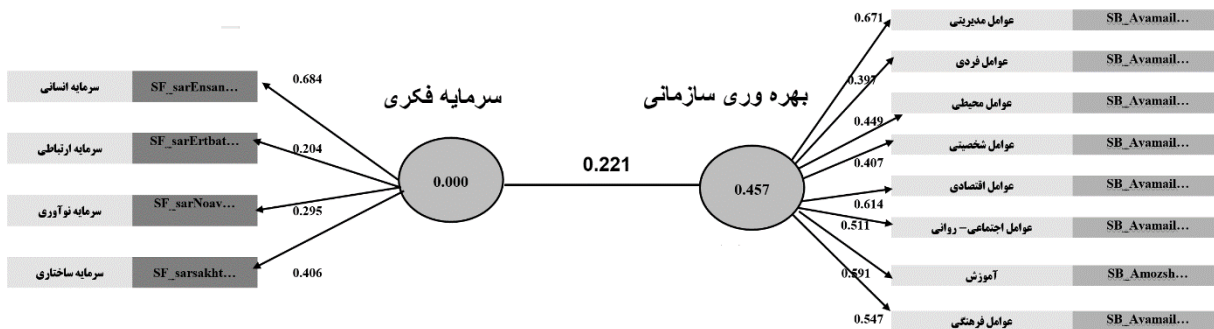 سرمایه فکری
بهره وری سازمانی
سرمایه انسانی SF_sarEnsan... 0.684
سرمایه ارتباطی SF_sarErtbat... 0.204
سرمایه نوآوری SF_sarNoav... 0.295
سرمایه ساختاری SF_sarsakht... 0.406
0.000
0.221
0.457
0.671 عوامل مدیریتی SB_Avamail...
0.397 عوامل فردی SB_Avamail...
0.449 عوامل محیطی SB_Avamail...
0.407 عوامل شخصیتی SB_Avamail...
0.614 عوامل اقتصادی SB_Avamail...
0.511 عوامل اجتماعی- روانی SB_Avamail...
0.591 آموزش SB_Amozsh...
0.547 عوامل فرهنگی SB_Avamail...